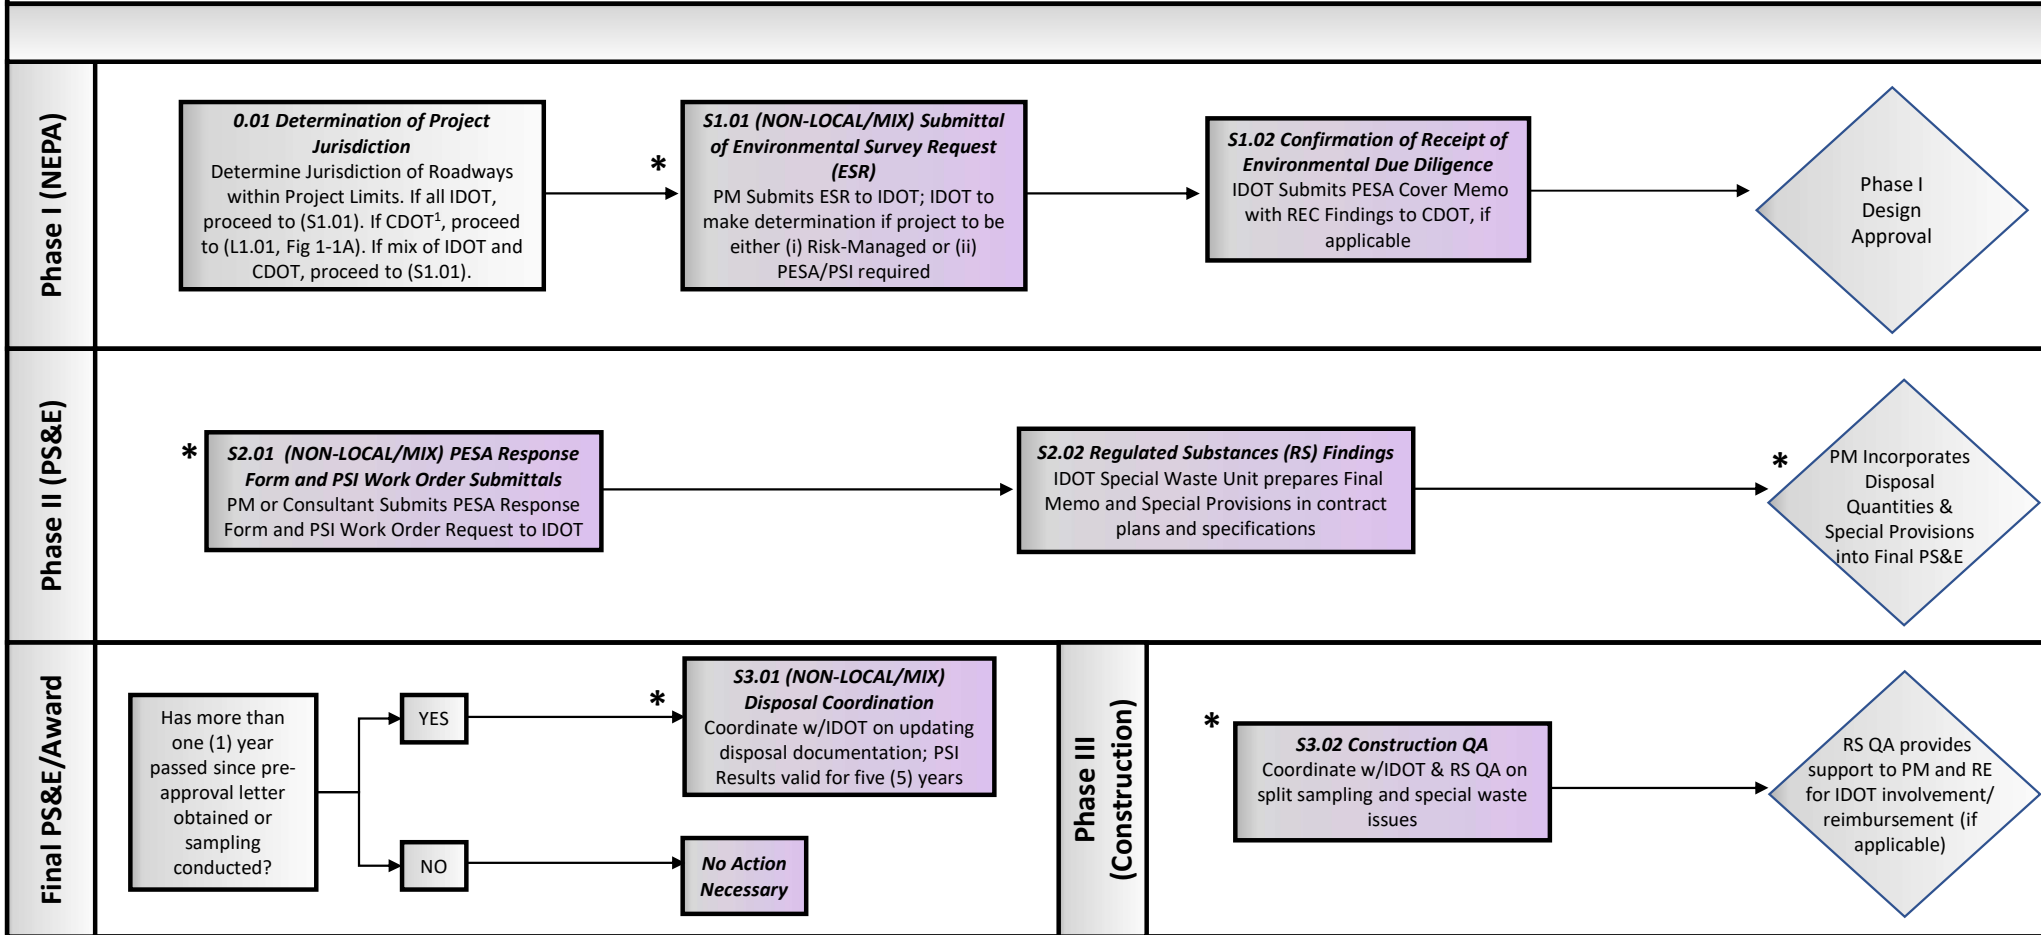 Phase I (NEPA)
0.01 Determination of Project
Jurisdiction
Determine Jurisdiction of Roadways
within Project Limits. If all IDOT,
proceed to (S1.01). If CDOT¹, proceed
to (L1.01, Fig 1-1A). If mix of IDOT and
CDOT, proceed to (S1.01).
*
S1.01 (NON-LOCAL/MIX) Submittal
of Environmental Survey Request
(ESR)
PM Submits ESR to IDOT; IDOT to
make determination if project to be
either (i) Risk-Managed or (ii)
PESA/PSI required
S1.02 Confirmation of Receipt of
Environmental Due Diligence
IDOT Submits PESA Cover Memo
with REC Findings to CDOT, if
applicable
Phase I
Design
Approval
Phase II (PS&E)
*
S2.01 (NON-LOCAL/MIX) PESA Response
Form and PSI Work Order Submittals
PM or Consultant Submits PESA Response
Form and PSI Work Order Request to IDOT
S2.02 Regulated Substances (RS) Findings
IDOT Special Waste Unit prepares Final
Memo and Special Provisions in contract
plans and specifications
*
PM Incorporates
Disposal
Quantities &
Special Provisions
into Final PS&E
Final PS&E/Award
Has more than
one (1) year
passed since pre-
approval letter
obtained or
sampling
conducted?
YES
*
S3.01 (NON-LOCAL/MIX)
Disposal Coordination
Coordinate w/IDOT on updating
disposal documentation; PSI
Results valid for five (5) years
NO
No Action
Necessary
Phase III
(Construction)
*
S3.02 Construction QA
Coordinate w/IDOT & RS QA on
split sampling and special waste
issues
RS QA provides
support to PM and RE
for IDOT involvement/
reimbursement (if
applicable)